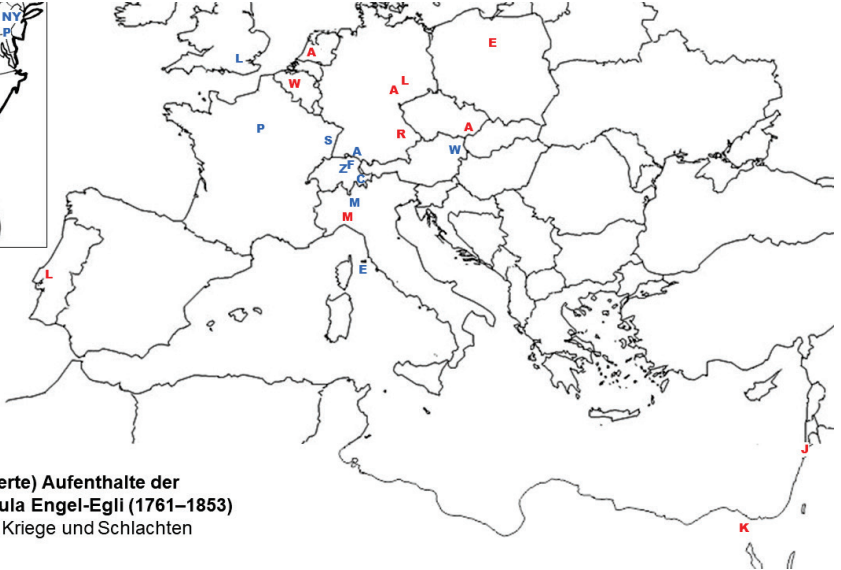 NY
P
E
A
L
L
W
A
A
P
S
R
A
W
A
F
Z
C
M
M
E
L
J
K
erte) Aufenthalte der
ula Engel-Egli (1761–1853)
Kriege und Schlachten